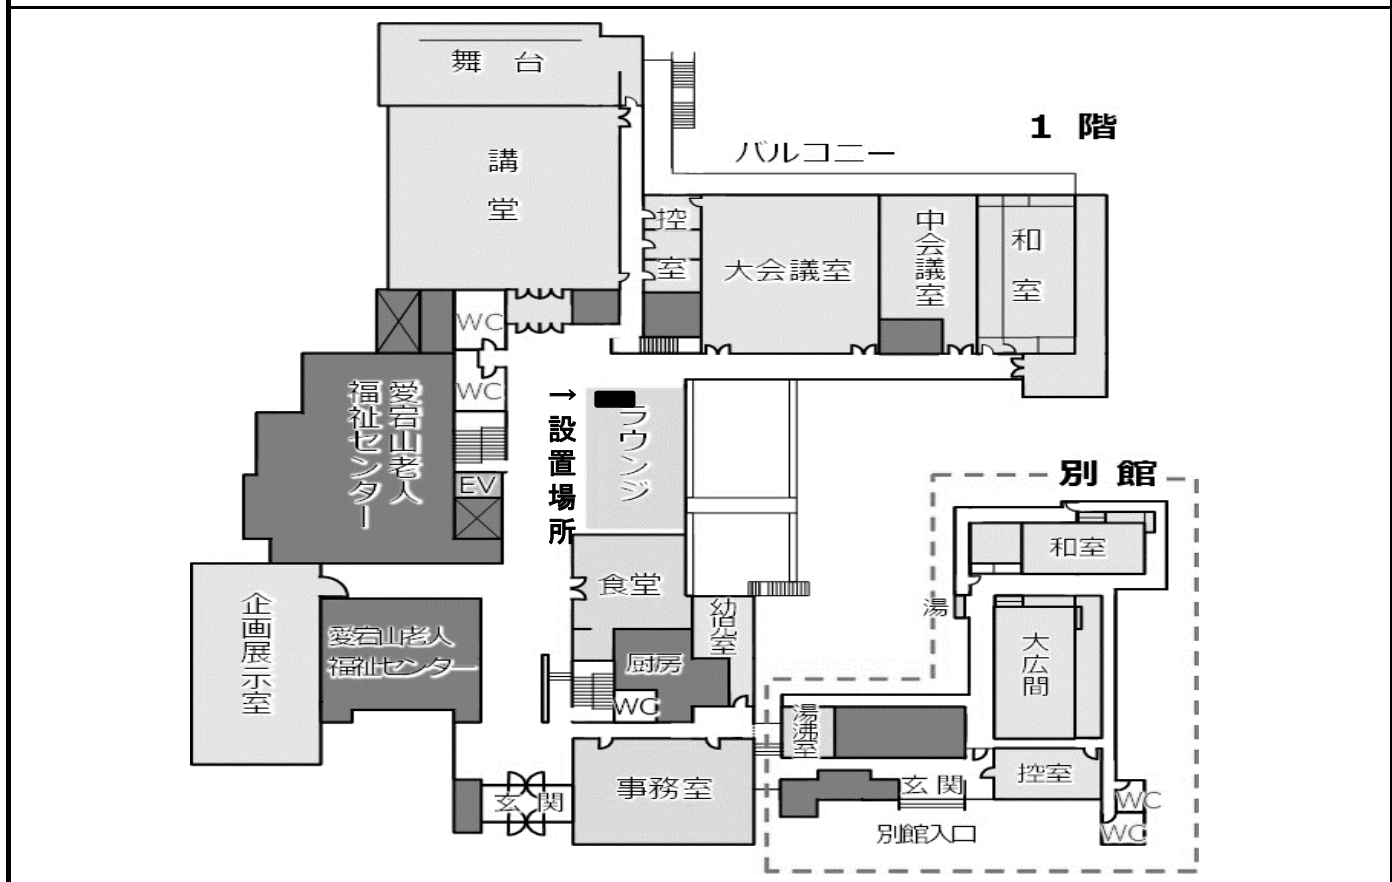 舞台
1 階
バルコニー
講堂
控室
大会議室
中会議室
和室
WC
WC
愛宕山老人
福祉センター
→設置場所
ラウンジ
EV
別館
和室
食堂
幼児室
湯
企画展示室
愛宕山老人
福祉センター
厨房
大広間
WC
湯沸室
事務室
控室
玄関
玄関
WC
別館入口
WC